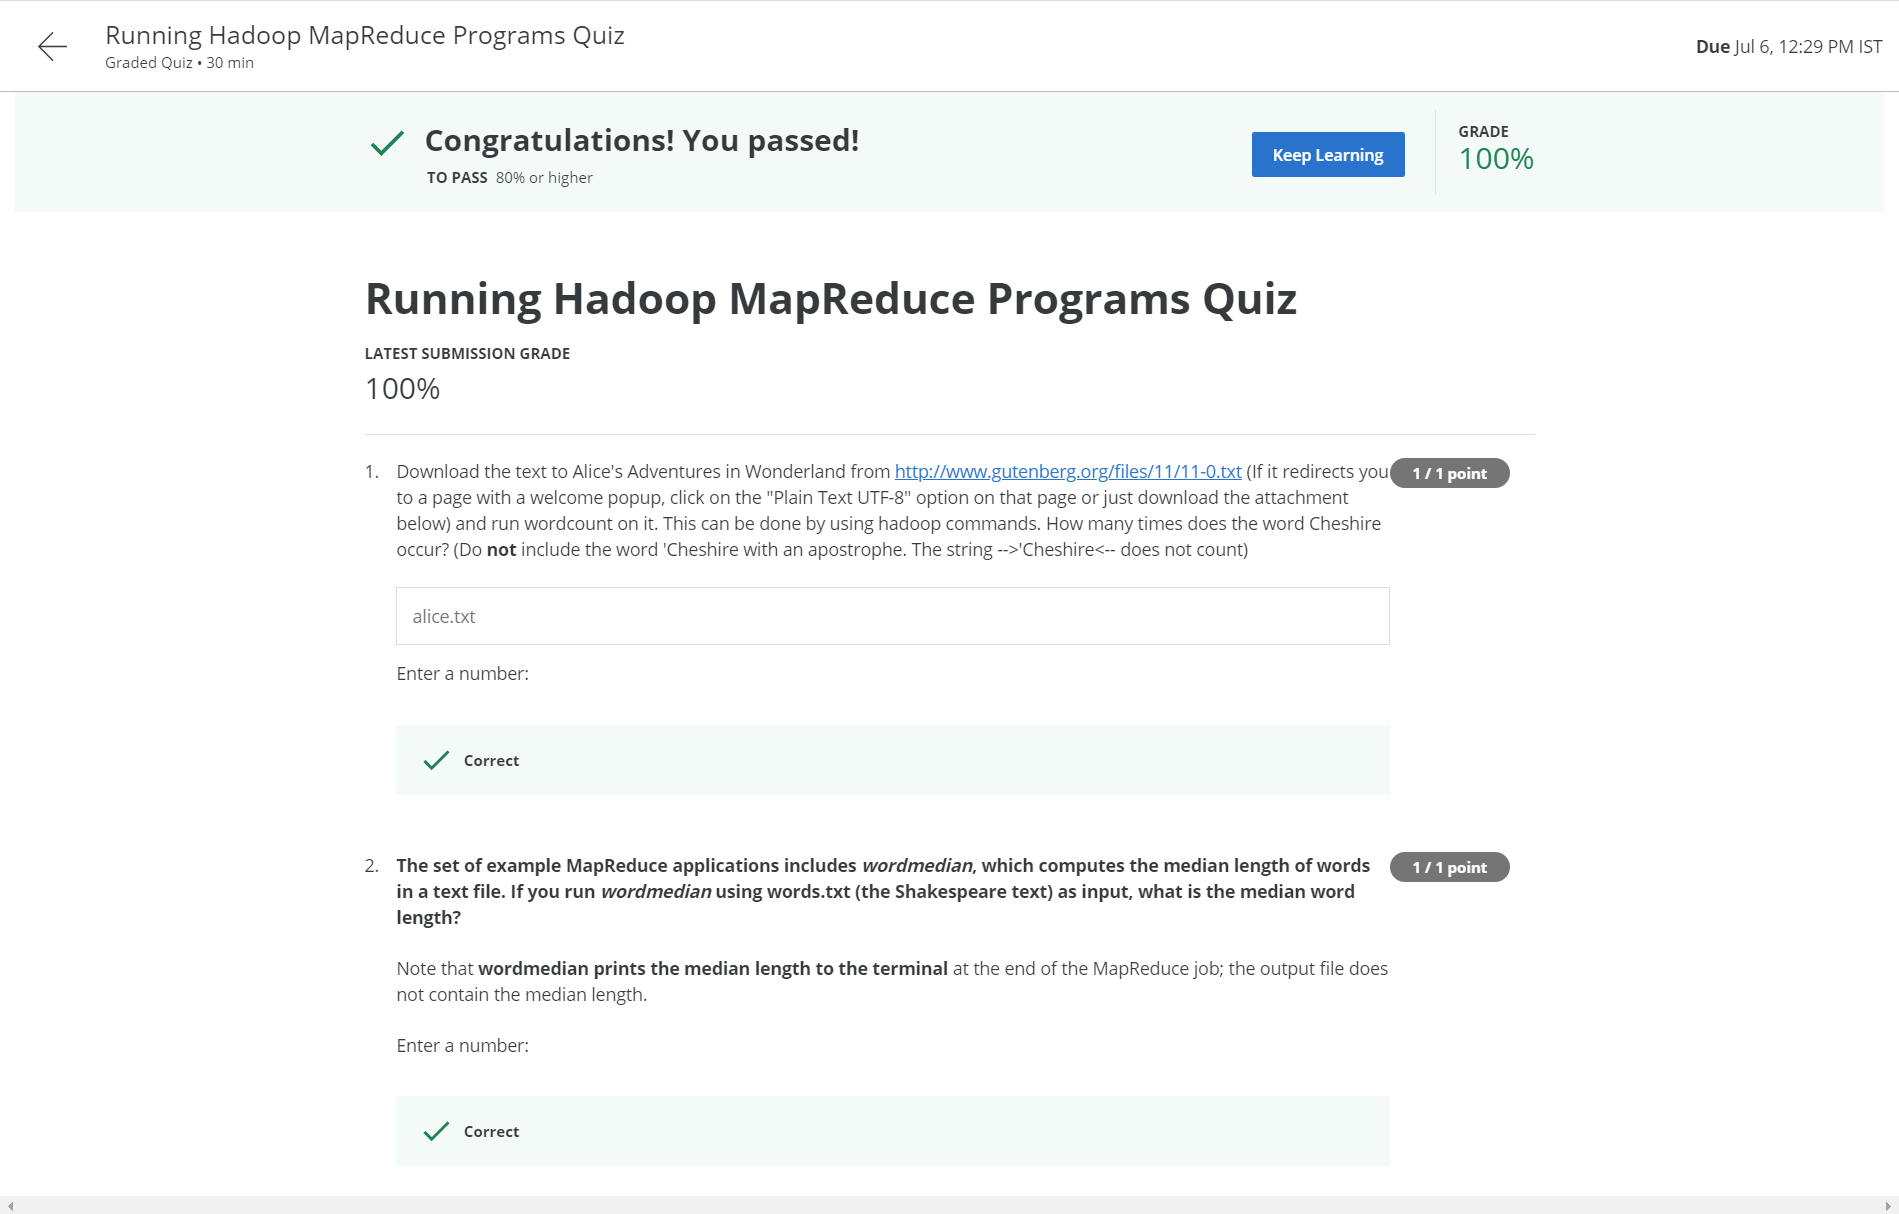 Running Hadoop MapReduce Programs Quiz
Graded Quiz • 30 min
Due Jul 6, 12:29 PM IST
Congratulations! You passed!
TO PASS 80% or higher
Keep Learning
GRADE
100%
Running Hadoop MapReduce Programs Quiz
LATEST SUBMISSION GRADE
100%
1. Download the text to Alice's Adventures in Wonderland from http://www.gutenberg.org/files/11/11-0.txt (If it redirects you
1 / 1 point
to a page with a welcome popup, click on the "Plain Text UTF-8" option on that page or just download the attachment
below) and run wordcount on it. This can be done by using hadoop commands. How many times does the word Cheshire
occur? (Do not include the word 'Cheshire with an apostrophe. The string -->'Cheshire<-- does not count)
alice.txt
Enter a number:
Correct
2. The set of example MapReduce applications includes wordmedian, which computes the median length of words
1 / 1 point
in a text file. If you run wordmedian using words.txt (the Shakespeare text) as input, what is the median word
length?
Note that wordmedian prints the median length to the terminal at the end of the MapReduce job; the output file does
not contain the median length.
Enter a number:
Correct